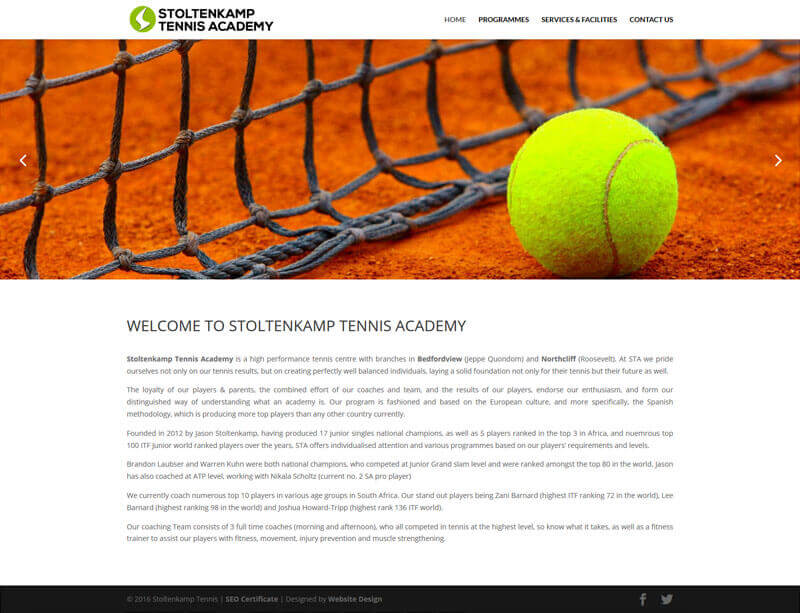 STOLTENKAMP
TENNIS ACADEMY
HOME PROGRAMMES SERVICES & FACILITIES CONTACT US
WELCOME TO STOLTENKAMP TENNIS ACADEMY
Stoltenkamp Tennis Academy is a high performance tennis centre with branches in Bedfordview (Jeppe Quondom) and Northcliff (Roosevelt). At STA we pride
ourselves not only on our tennis results, but on creating perfectly well balanced individuals, laying a solid foundation not only for their tennis but their future as well.
The loyalty of our players & parents, the combined effort of our coaches and team, and the results of our players, endorse our enthusiasm, and form our
distinguished way of understanding what an academy is. Our program is fashioned and based on the European culture, and more specifically, the Spanish
methodology, which is producing more top players than any other country currently.
Founded in 2012 by Jason Stoltenkamp, having produced 17 junior singles national champions, as well as 5 players ranked in the top 3 in Africa, and nuemrous top
100 ITF Junior world ranked players over the years, STA offers individualised attention and various programmes based on our players' requirements and levels.
Brandon Laubser and Warren Kuhn were both national champions, who competed at Junior Grand slam level and were ranked amongst the top 80 in the world. Jason
has also coached at ATP level, working with Nikala Scholtz (current no. 2 SA pro player)
We currently coach numerous top 10 players in various age groups in South Africa. Our stand out players being Zani Barnard (highest ITF ranking 72 in the world), Lee
Barnard (highest ranking 98 in the world) and Joshua Howard-Tripp (highest rank 136 ITF world).
Our coaching Team consists of 3 full time coaches (morning and afternoon), who all competed in tennis at the highest level, so know what it takes, as well as a fitness
trainer to assist our players with fitness, movement, injury prevention and muscle strengthening.
© 2016 Stoltenkamp Tennis | SEO Certificate | Designed by Website Design